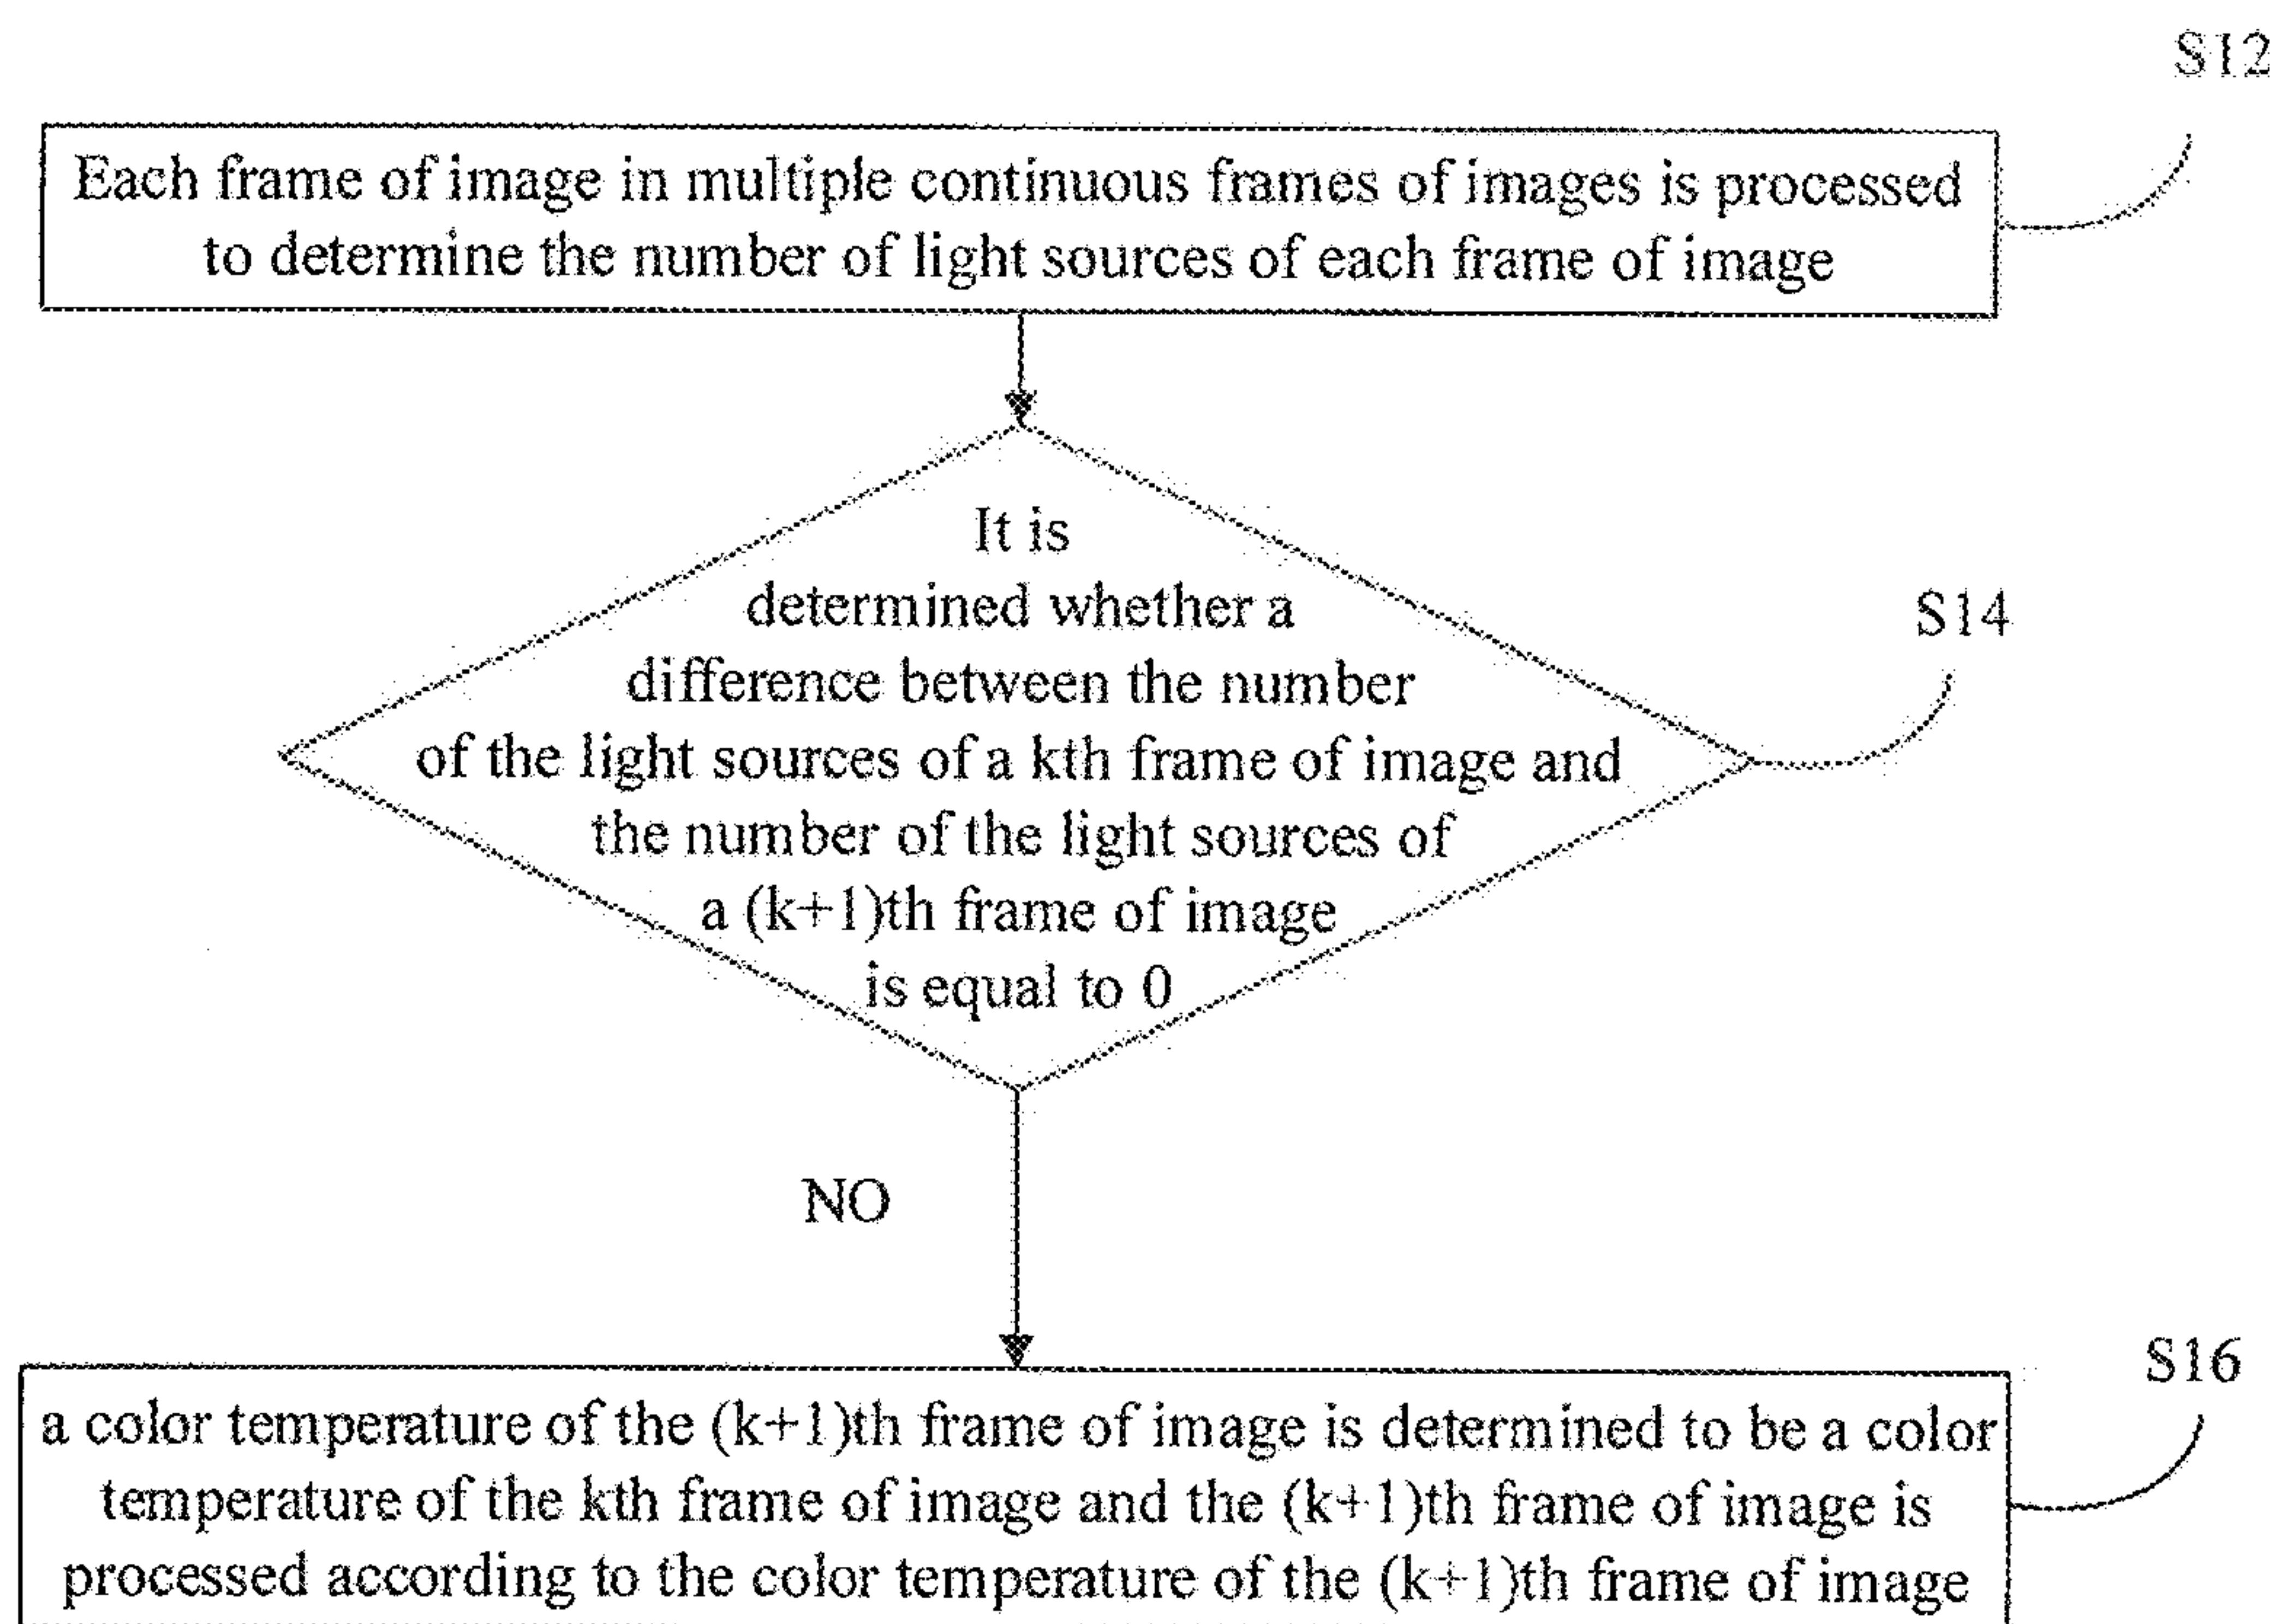 S12
Each frame of image in multiple continuous frames of images is processed
to determine the number of light sources of each frame of image
It is
determined whether a
difference between the number
of the light sources of a kth frame of image and
the number of the light sources of
a (k+1)th frame of image
is equal to 0
S14
NO
S16
a color temperature of the (k+1)th frame of image is determined to be a color
temperature of the kth frame of image and the (k+1)th frame of image is
processed according to the color temperature of the (k+1)th frame of image